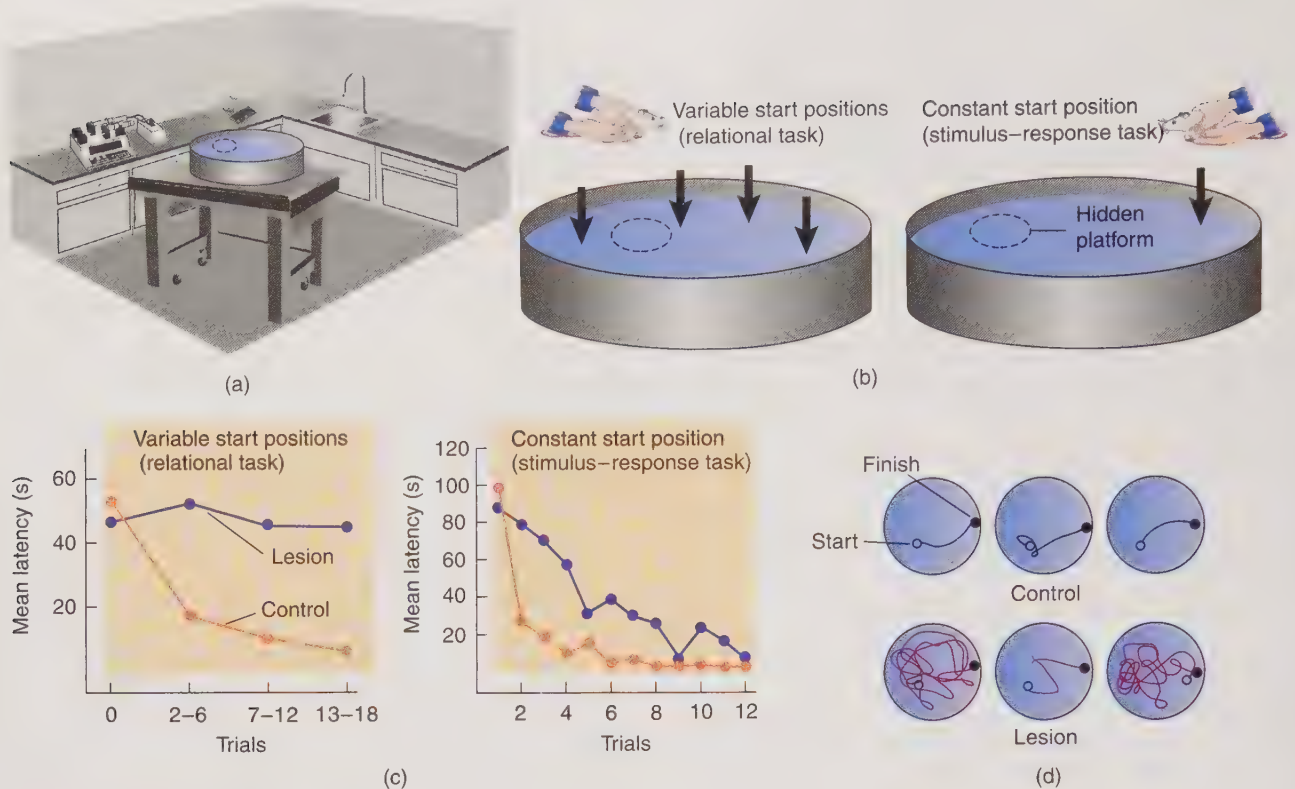 (a)
Variable start positions
(relational task)
Constant start position
(stimulus–response task)
Hidden
platform
(b)
Variable start positions
(relational task)
Mean latency (s)
60
40
20
Lesion
Control
0
2–6
7–12
13–18
Trials
Constant start position
(stimulus–response task)
Mean latency (s)
120
100
80
60
40
20
2
4
6
8
10
12
Trials
(c)
Finish
Start
Control
Lesion
(d)